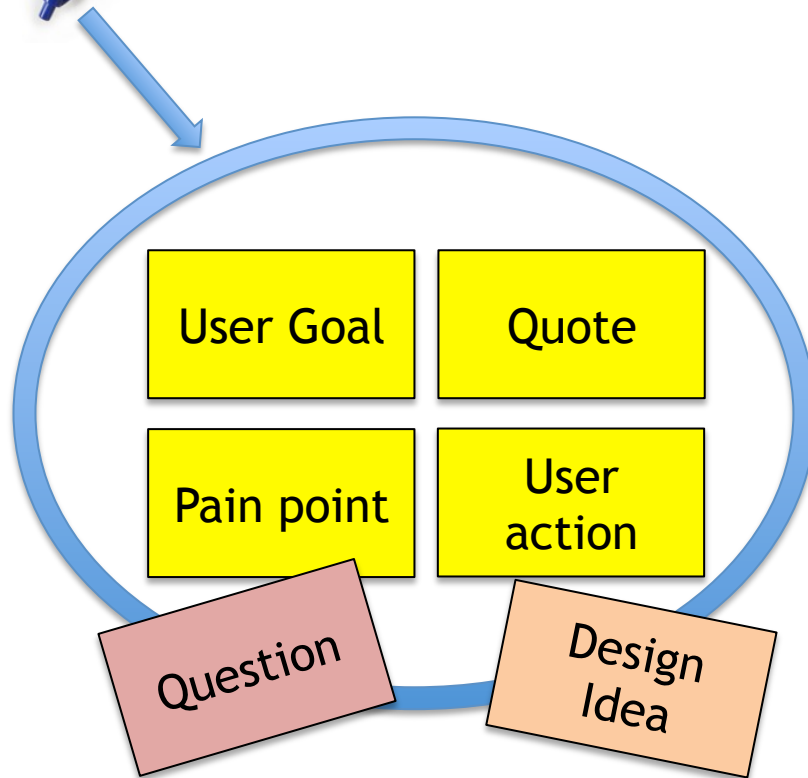 User Goal
Quote
Pain point
User
action
Question
Design
Idea